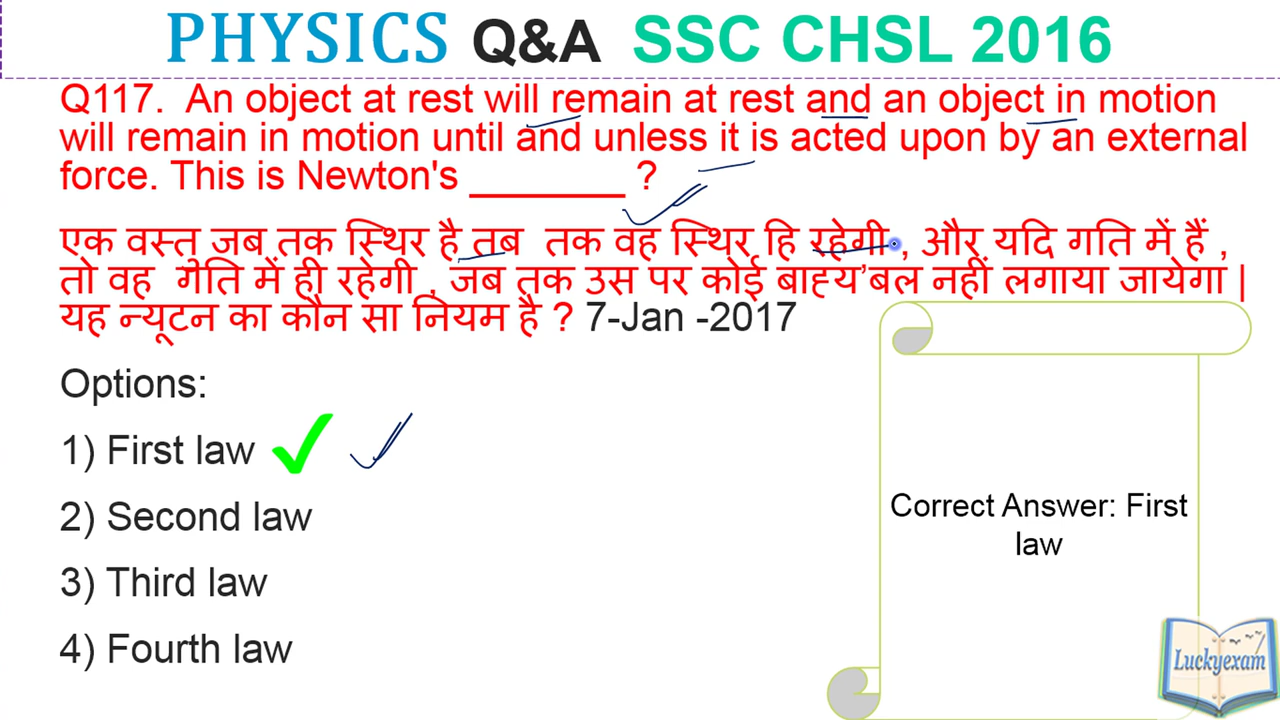 PHYSICS Q&A SSC CHSL 2016
Q117. An object at rest will remain at rest and an object in motion
will remain in motion until and unless it is acted upon by an external
force. This is Newton's _______ ?
एक वस्तु जब तक स्थिर है तब तक वह स्थिर हि रहेगी , और यदि गति में हैं ,
तो वह गति में ही रहेगी , जब तक उस पर कोई बाह्य बल नहीं लगाया जायेगा |
यह न्यूटन का कौन सा नियम है ? 7-Jan -2017
Options:
1) First law
2) Second law
3) Third law
4) Fourth law
Correct Answer: First
law
Luckyexam